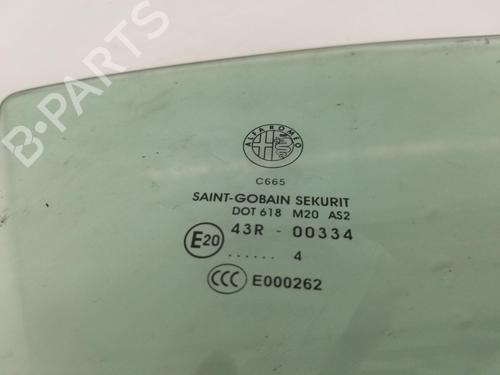 B-PARTS
ALFA ROMEO
C665
SAINT-GOBAIN SEKURIT
DOT 618 M20 AS2
E20 43R - 00334
...... 4
CCC E000262